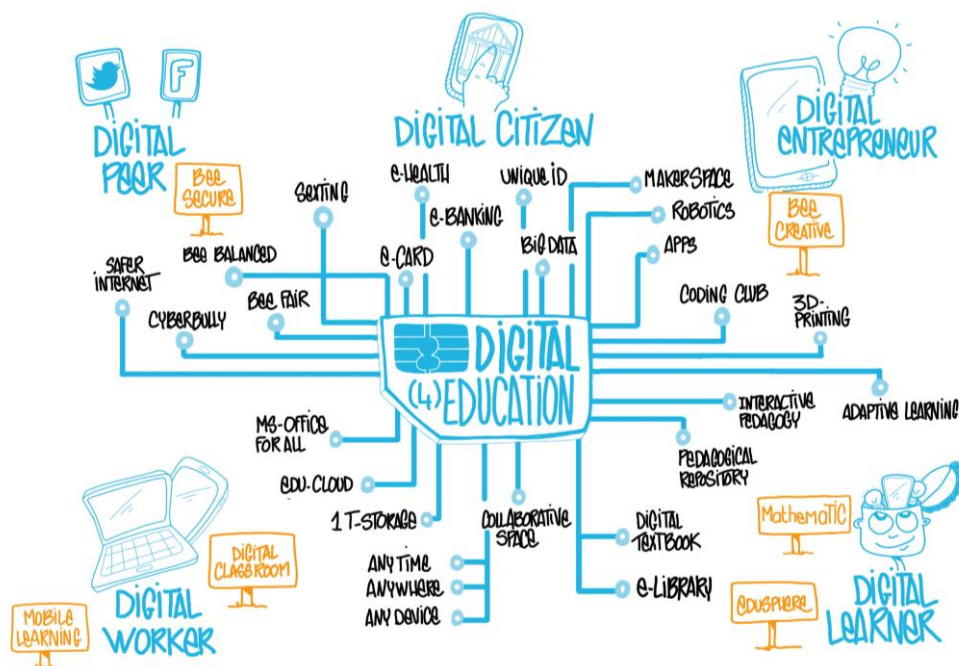 F
DIGITAL
PEER
BEE
SECURE
DIGITAL CITIZEN
DIGITAL
ENTREPRENEUR
BEE
CREATIVE
SEXTING
e-HEALTH
UNIQUE iD
e-BANKING
e-CARD
BIG DATA
MAKERSPACE
ROBOTICS
APPS
SAFER
INTERNET
BEE BALANCED
BEE FAIR
CYBERBULLY
CODING CLUB
3D-
PRINTING
DIGITAL
(4) EDUCATION
MS-OFFICE
FOR ALL
EDU-CLOUD
1 T-STORAGE
COLLABORATIVE
SPACE
ANY TIME
ANYWHERE
ANY DEVICE
INTERACTIVE
PEDAGOGY
ADAPTIVE LEARNING
PEDAGOGICAL
REPOSITORY
DIGITAL
TEXTBOOK
e-LIBRARY
DIGITAL
CLASSROOM
MOBILE
LEARNING
DIGITAL
WORKER
MatHeMaTiC
eDUSPHERE
DIGITAL
LEARNER